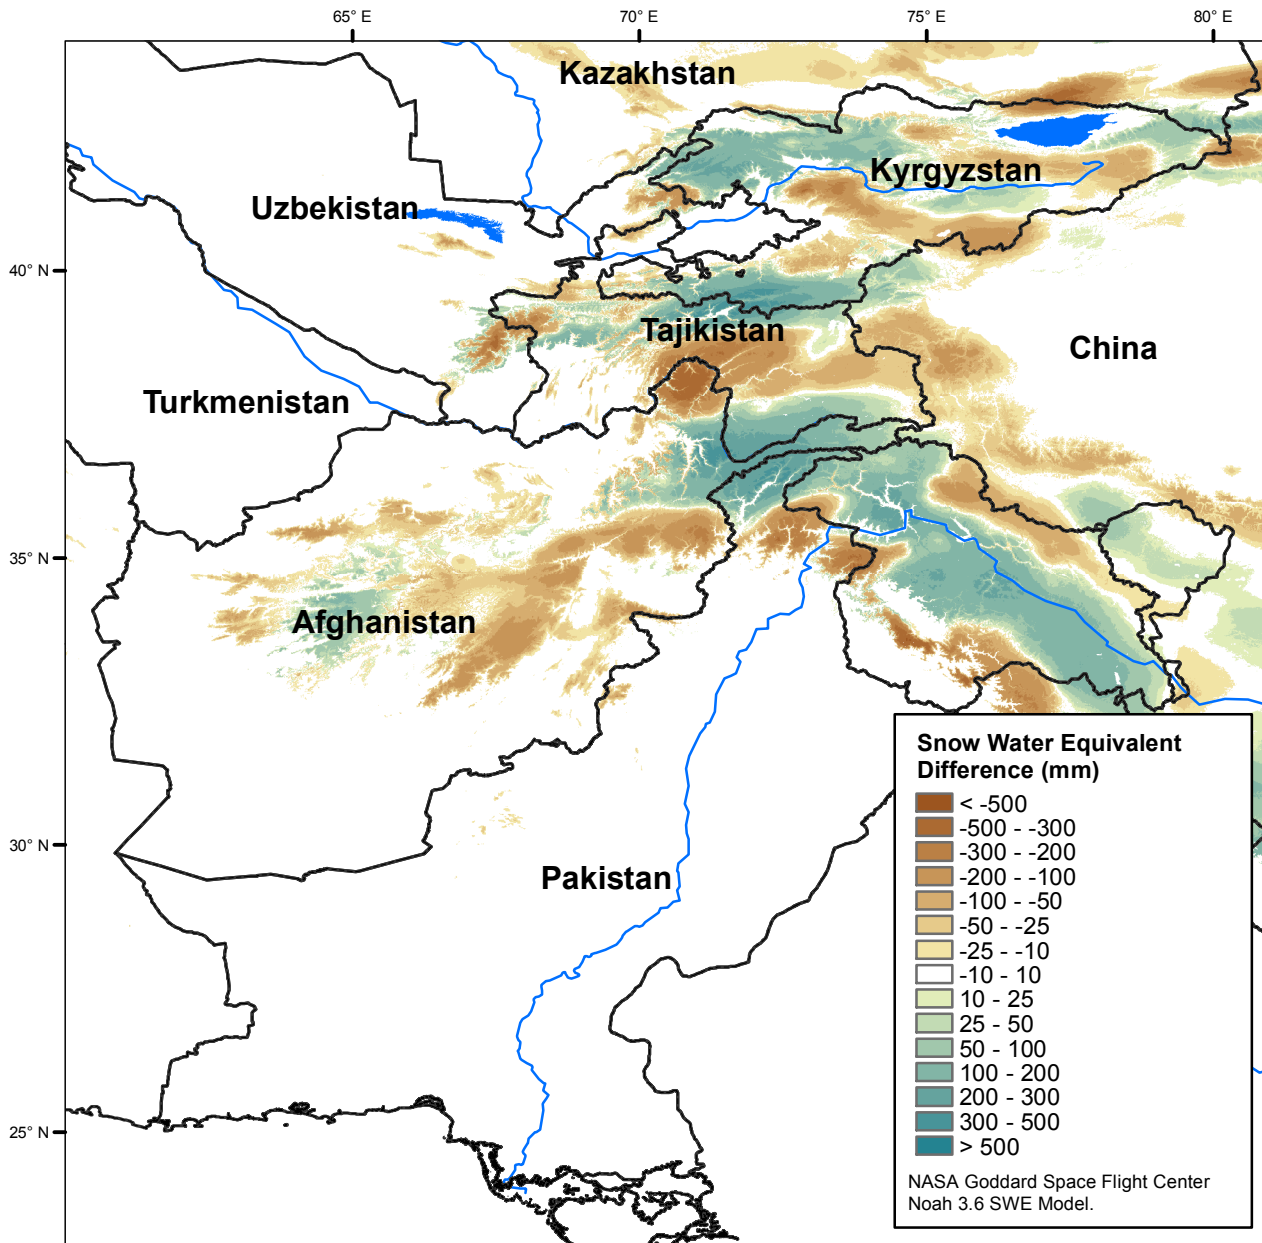 65° E
70° E
75° E
80° E
Kazakhstan
Kyrgyzstan
Uzbekistan
40° N
Tajikistan
China
Turkmenistan
35° N
Afghanistan
Snow Water Equivalent
Difference (mm)
< -500
-500 - -300
-300 - -200
-200 - -100
-100 - -50
-50 - -25
-25 - -10
-10 - 10
10 - 25
25 - 50
50 - 100
100 - 200
200 - 300
300 - 500
> 500
30° N
Pakistan
25° N
NASA Goddard Space Flight Center
Noah 3.6 SWE Model.